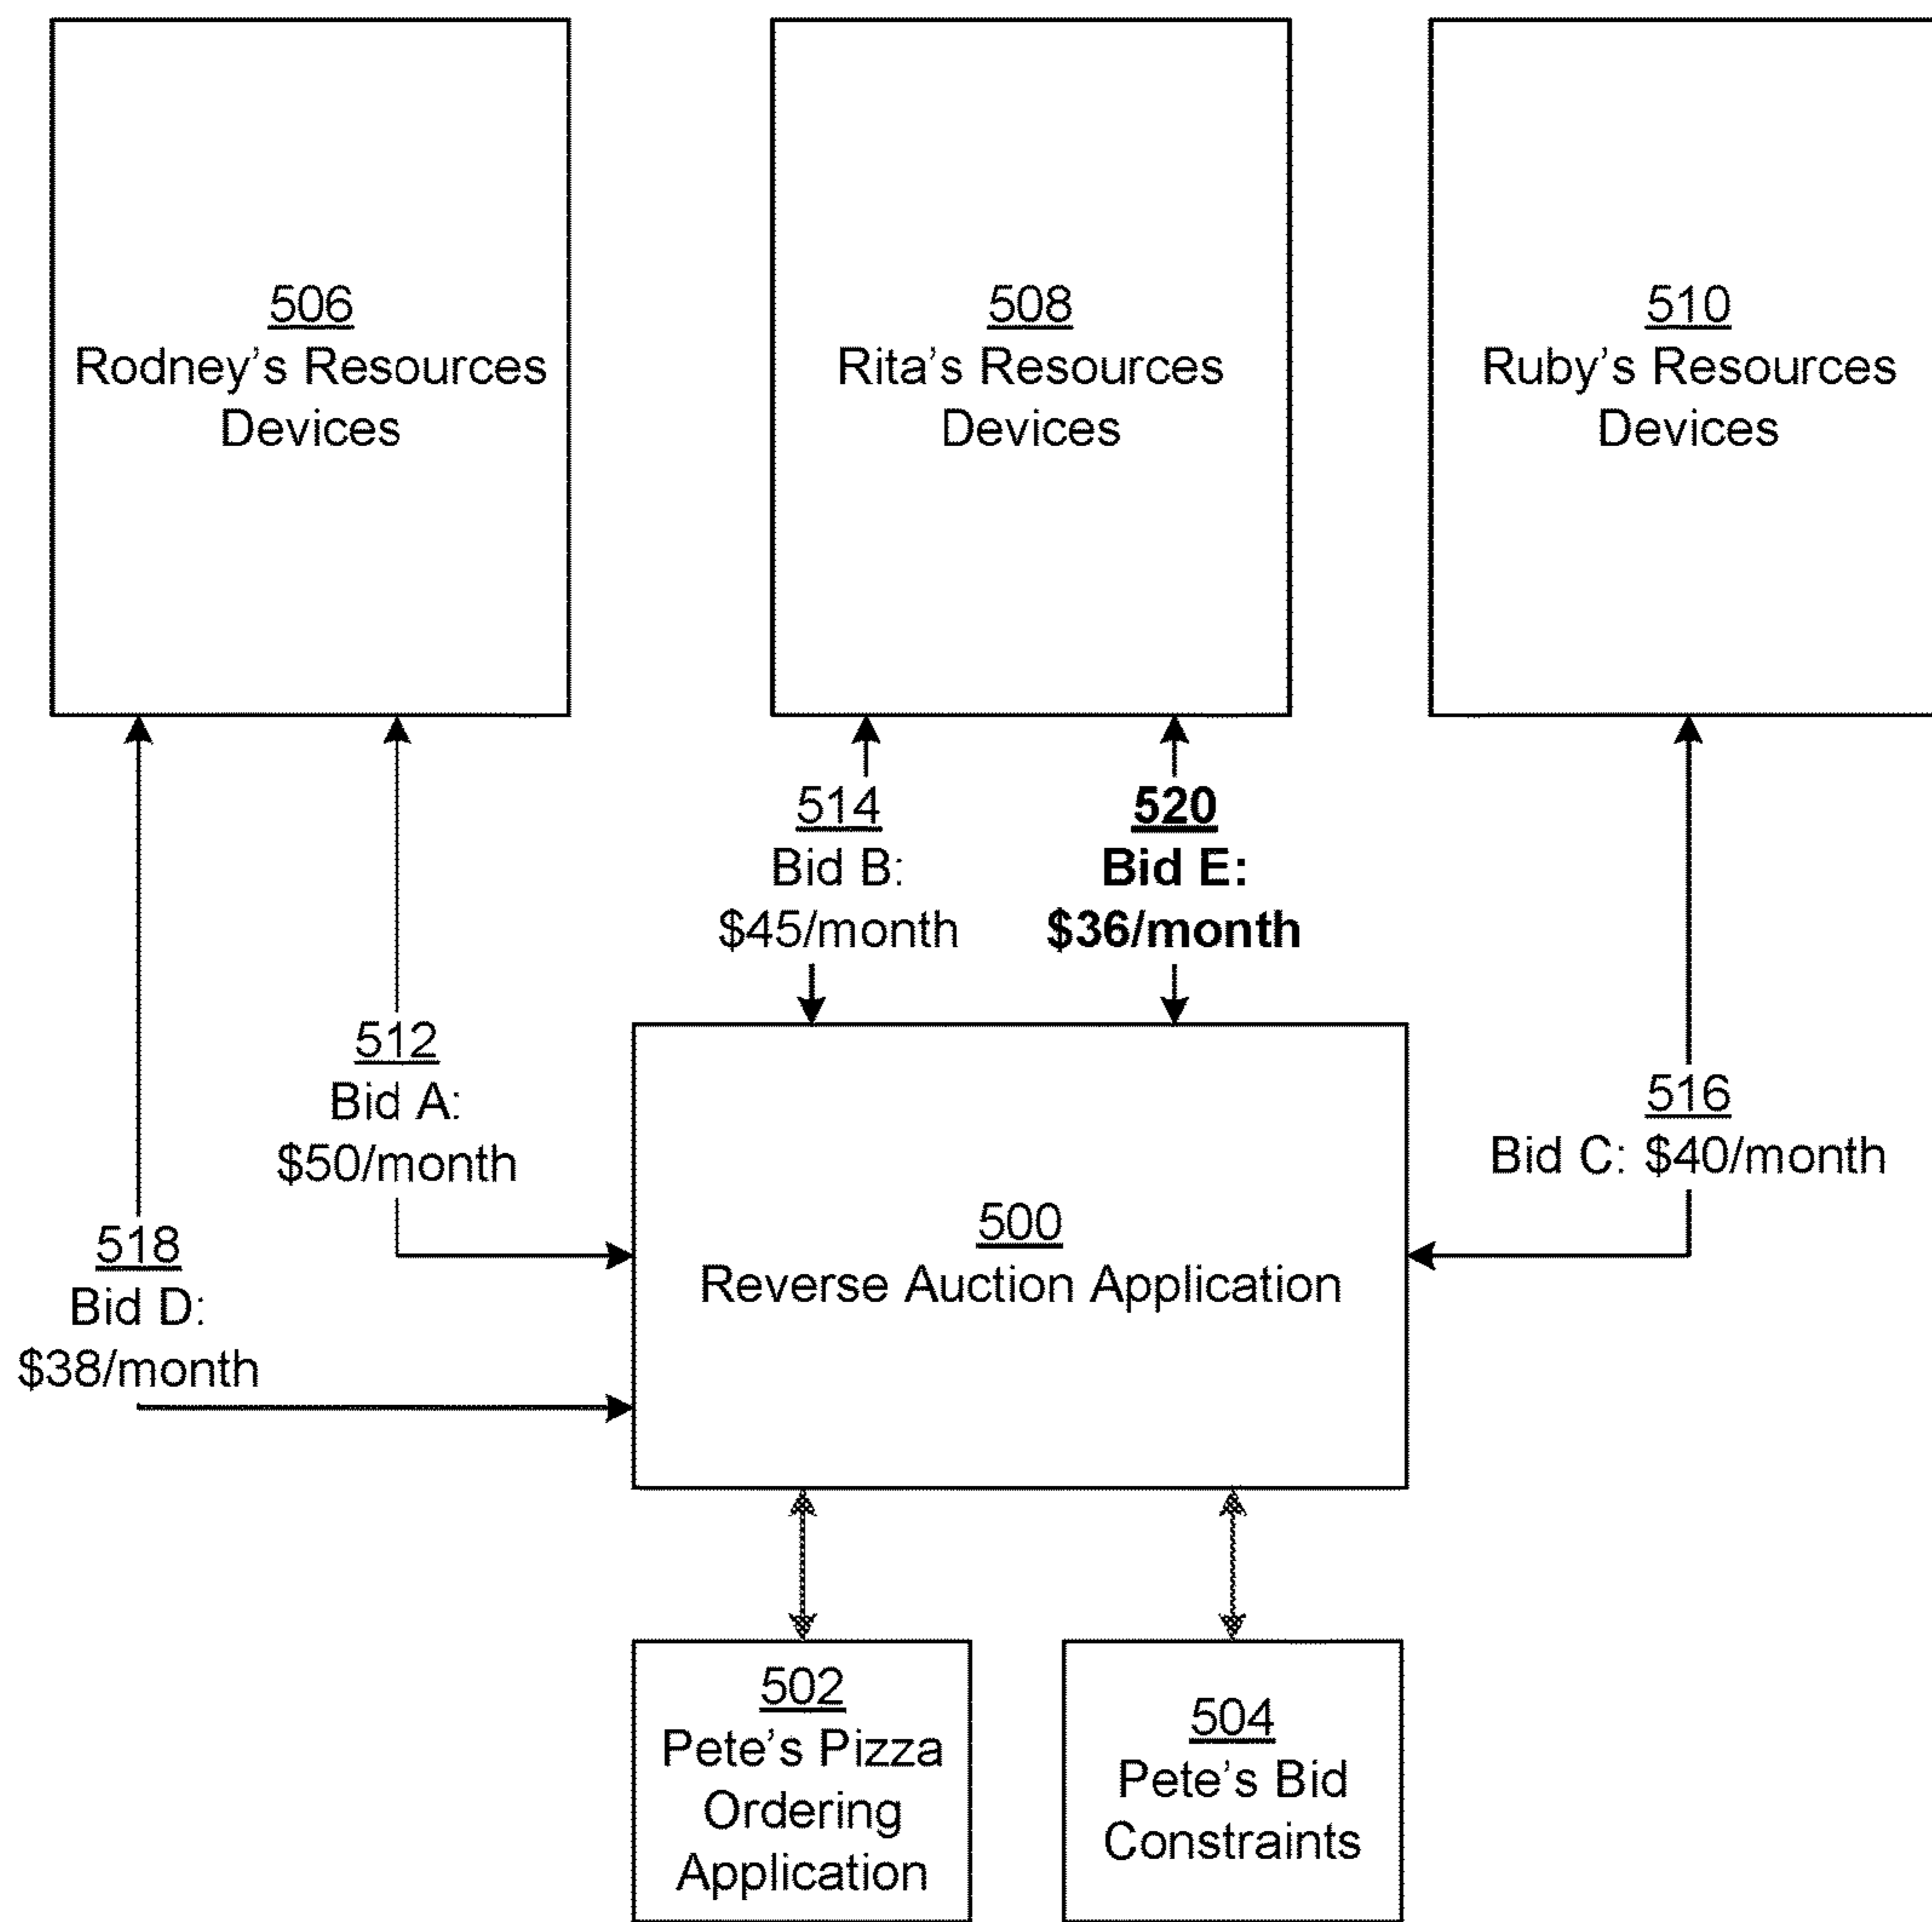 506
Rodney's Resources
Devices
508
Rita's Resources
Devices
510
Ruby's Resources
Devices
514
Bid B:
$45/month
520
Bid E:
$36/month
512
Bid A:
$50/month
516
Bid C: $40/month
518
Bid D:
$38/month
500
Reverse Auction Application
502
Pete's Pizza
Ordering
Application
504
Pete's Bid
Constraints